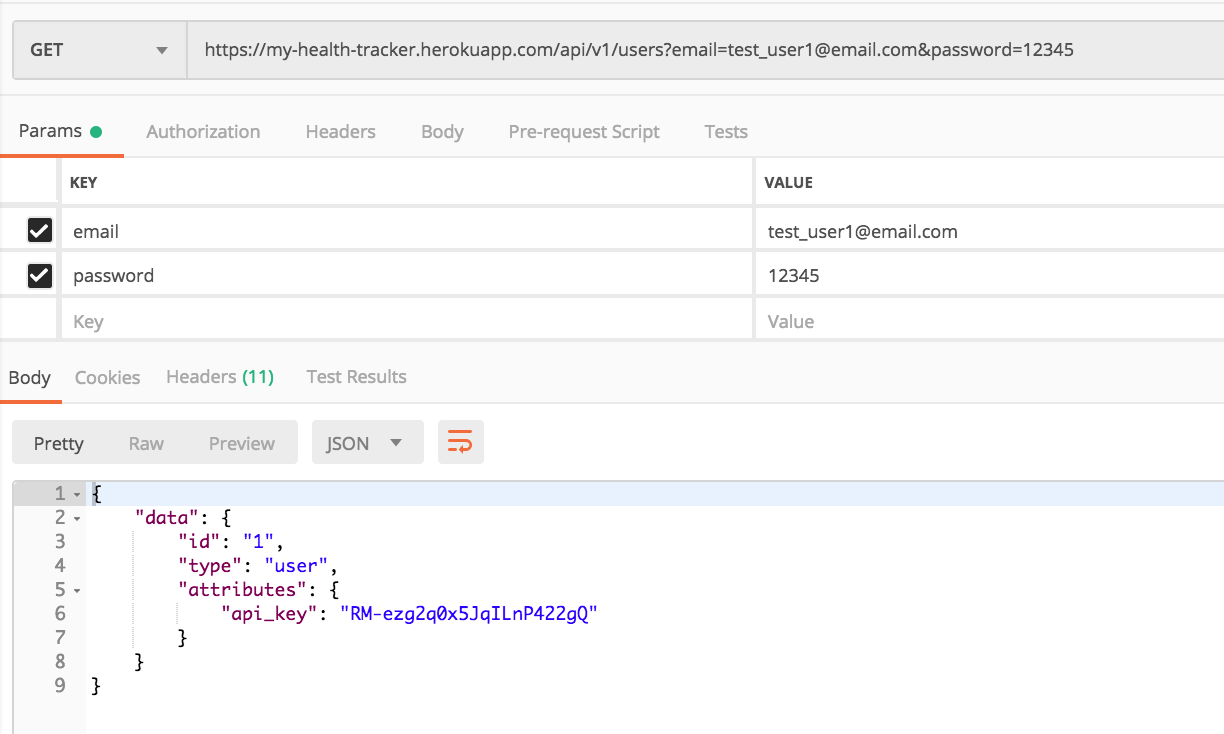 GET https://my-health-tracker.herokuapp.com/api/v1/users?email=test_user1@email.com&password=12345
Params Authorization Headers Body Pre-request Script Tests
KEY VALUE
email test_user1@email.com
password 12345
Key Value
Body Cookies Headers (11) Test Results
Pretty Raw Preview JSON
1 {
2 "data": {
3 "id": "1",
4 "type": "user",
5 "attributes": {
6 "api_key": "RM-ezg2q0x5JqILnP422gQ"
7 }
8 }
9 }